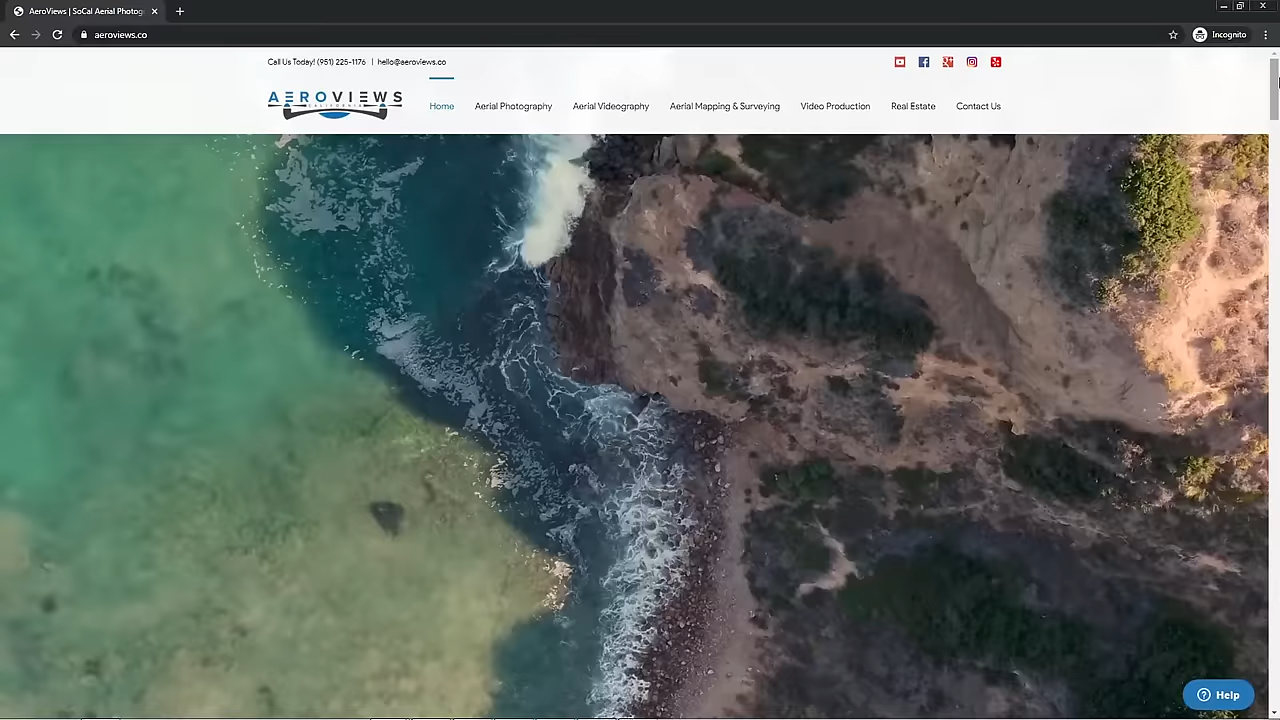 AeroViews | SoCal Aerial Photog
aeroviews.co
Incognito
Call Us Today! (951) 225-1176 | hello@aeroviews.co
AEROVIEWS
CALIFORNIA
Home
Aerial Photography
Aerial Videography
Aerial Mapping & Surveying
Video Production
Real Estate
Contact Us
Help